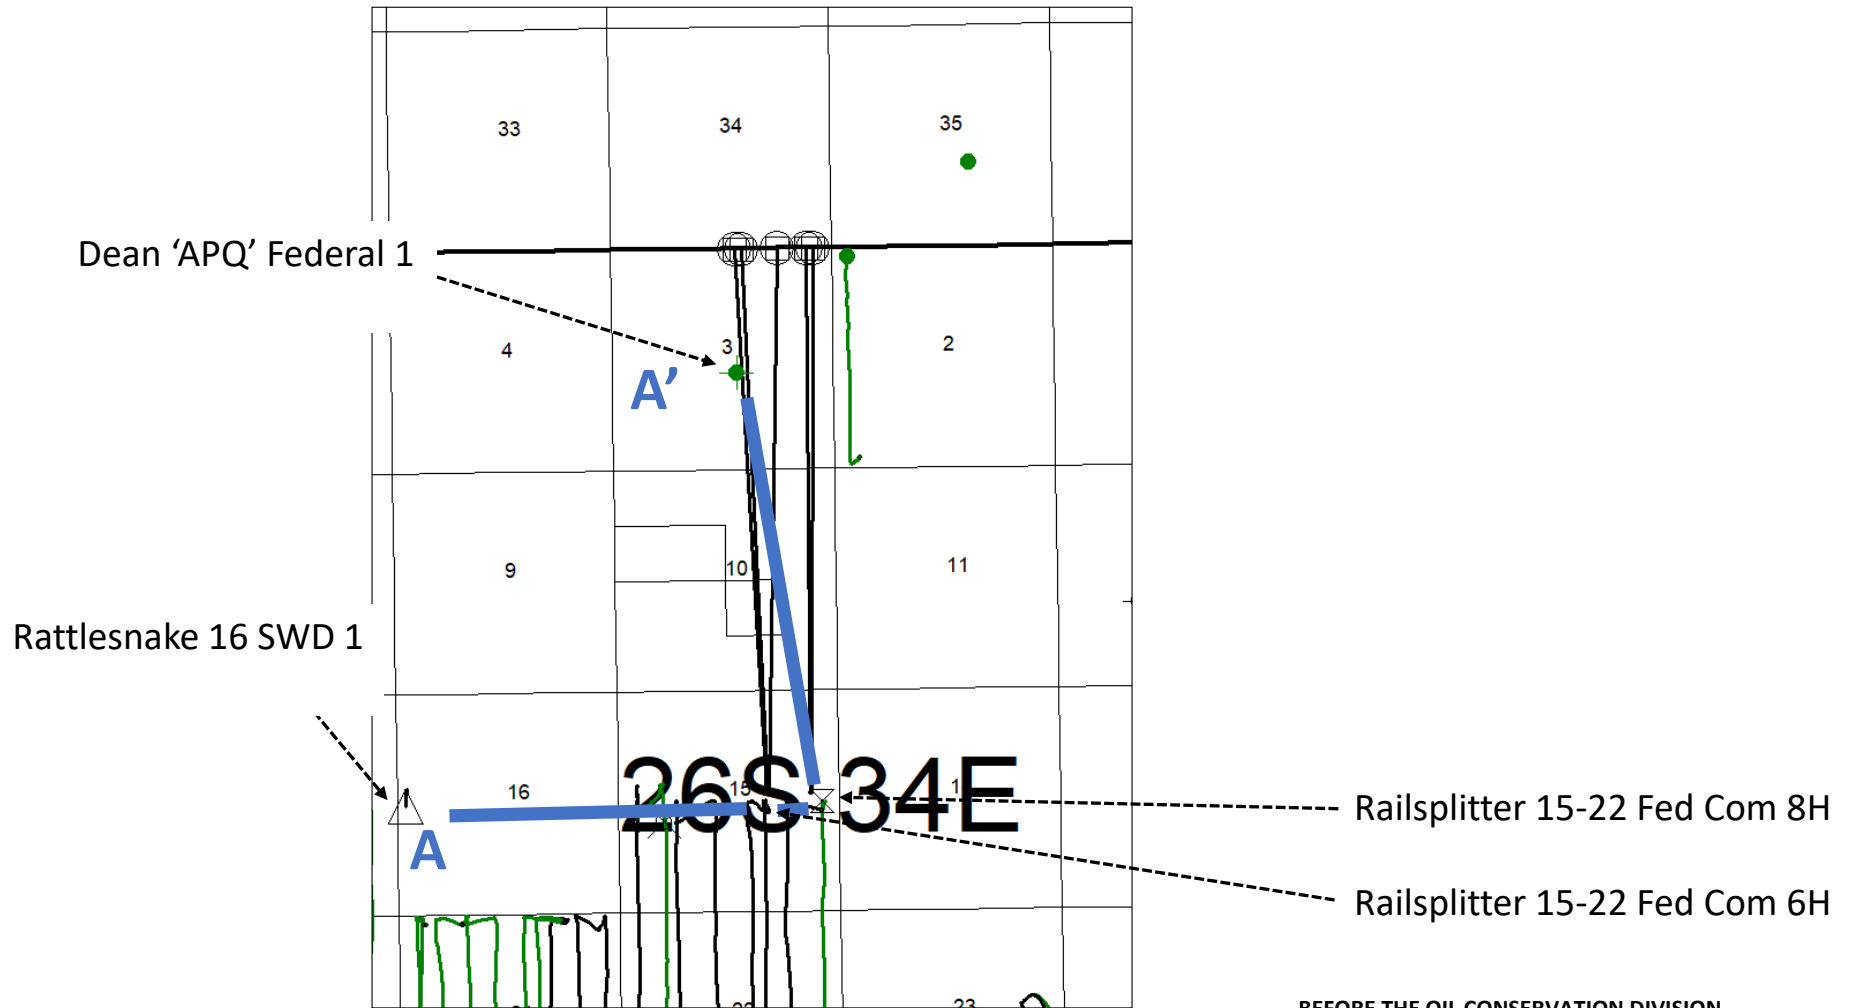 33
34
35
Dean ‘APQ’ Federal 1
4
3
2
A’
9
10
11
Rattlesnake 16 SWD 1
16
15
26S 34E
A
Railsplitter 15-22 Fed Com 8H
Railsplitter 15-22 Fed Com 6H
22
23
BEFORE THE OIL CONSERVATION DIVISION